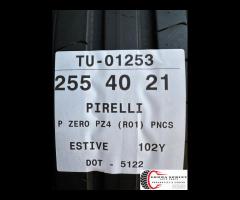 TU-01253
255 40 21
PIRELLI
P ZERO PZ4 (R01) PNCS
ESTIVE 102Y
DOT - 5122